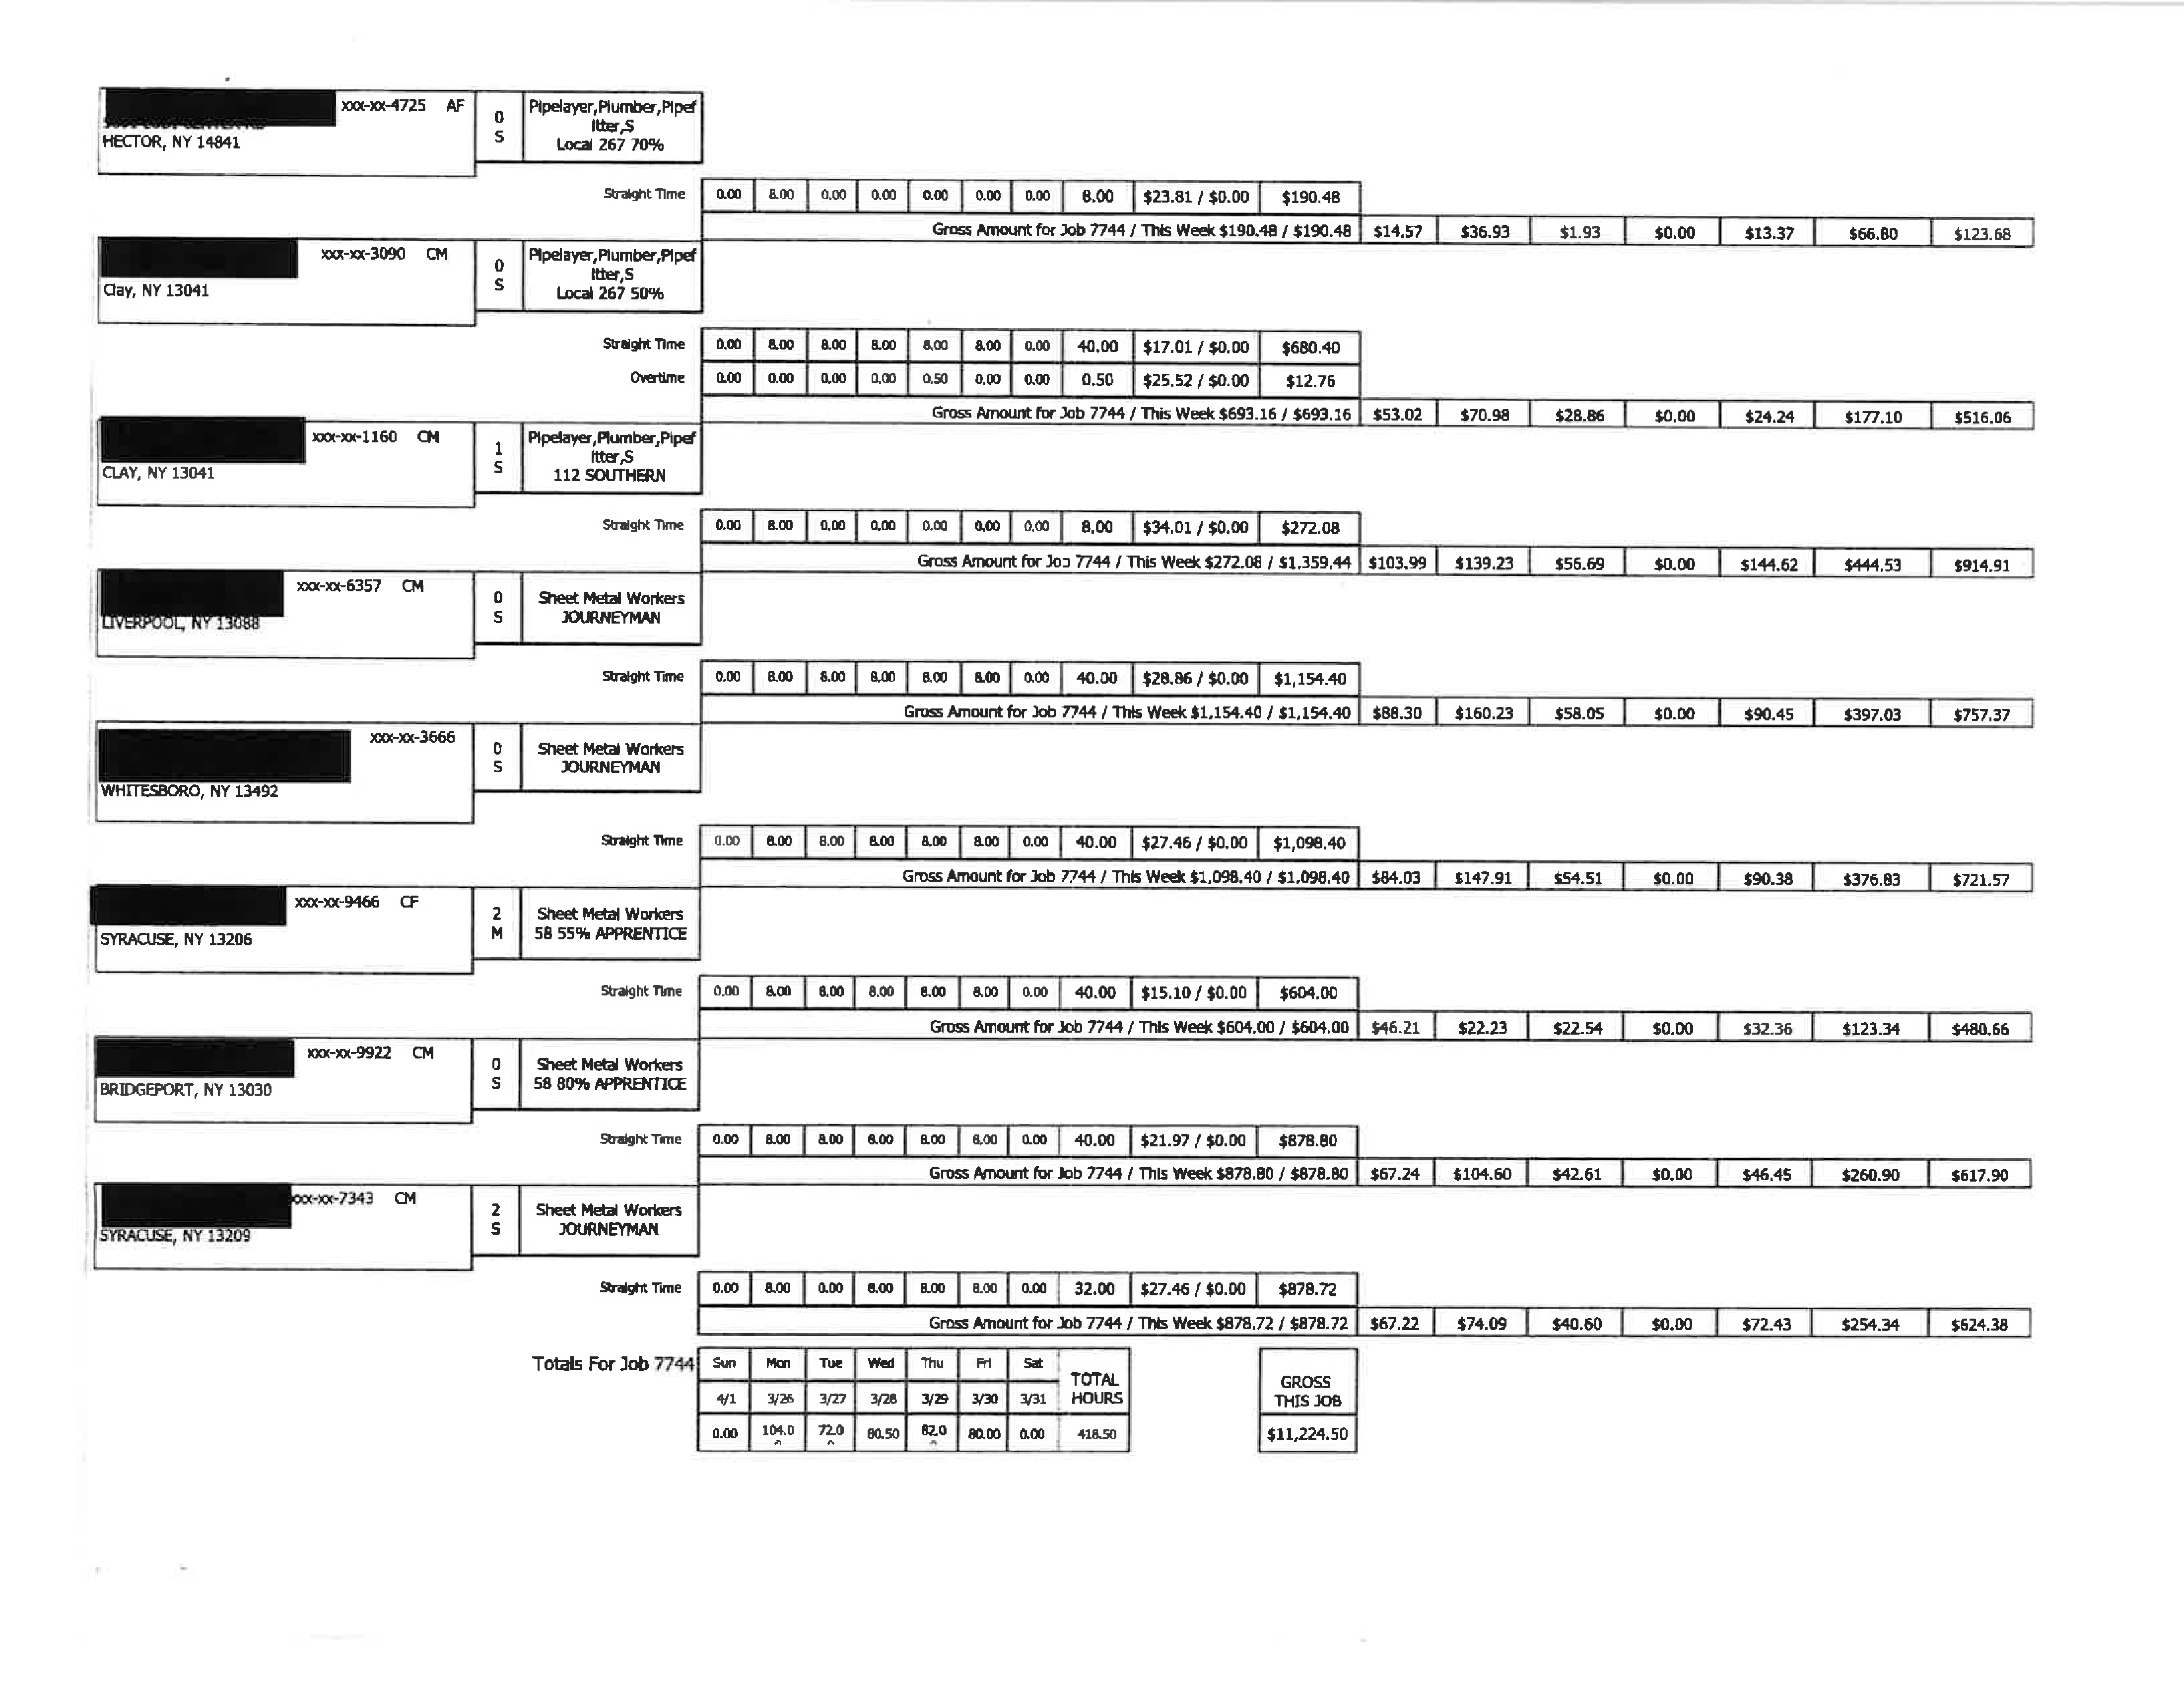 xxx-xx-4725 AF
0
S
Pipelayer,Plumber,Pipef
itter,S
Local 267 70%
HECTOR, NY 14841
Straight Time 0.00 8.00 0.00 0.00 0.00 0.00 0.00 8.00 $23.81 / $0.00 $190.48
Gross Amount for Job 7744 / This Week $190.48 / $190.48 $14.57 $36.93 $1.93 $0.00 $13.37 $66.80 $123.68
xxx-xx-3090 CM
0
S
Pipelayer,Plumber,Pipef
itter,S
Local 267 50%
Clay, NY 13041
Straight Time 0.00 8.00 8.00 8.00 8.00 8.00 0.00 40.00 $17.01 / $0.00 $680.40
Overtime 0.00 0.00 0.00 0.00 0.50 0.00 0.00 0.50 $25.52 / $0.00 $12.76
Gross Amount for Job 7744 / This Week $693.16 / $693.16 $53.02 $70.98 $28.86 $0.00 $24.24 $177.10 $516.06
xxx-xx-1160 CM
1
S
Pipelayer,Plumber,Pipef
itter,S
112 SOUTHERN
CLAY, NY 13041
Straight Time 0.00 8.00 0.00 0.00 0.00 0.00 0.00 8.00 $34.01 / $0.00 $272.08
Gross Amount for Job 7744 / This Week $272.08 / $1,359.44 $103.99 $139.23 $56.69 $0.00 $144.62 $444.53 $914.91
xxx-xx-6357 CM
0
S
Sheet Metal Workers
JOURNEYMAN
LIVERPOOL, NY 13088
Straight Time 0.00 8.00 8.00 8.00 8.00 8.00 0.00 40.00 $28.86 / $0.00 $1,154.40
Gross Amount for Job 7744 / This Week $1,154.40 / $1,154.40 $88.30 $160.23 $58.05 $0.00 $90.45 $397.03 $757.37
xxx-xx-3666
0
S
Sheet Metal Workers
JOURNEYMAN
WHITESBORO, NY 13492
Straight Time 0.00 8.00 8.00 8.00 8.00 8.00 0.00 40.00 $27.46 / $0.00 $1,098.40
Gross Amount for Job 7744 / This Week $1,098.40 / $1,098.40 $84.03 $147.91 $54.51 $0.00 $90.38 $376.83 $721.57
xxx-xx-9466 CF
2
M
Sheet Metal Workers
58 55% APPRENTICE
SYRACUSE, NY 13206
Straight Time 0.00 8.00 8.00 8.00 8.00 8.00 0.00 40.00 $15.10 / $0.00 $604.00
Gross Amount for Job 7744 / This Week $604.00 / $604.00 $46.21 $22.23 $22.54 $0.00 $32.36 $123.34 $480.66
xxx-xx-9922 CM
0
S
Sheet Metal Workers
58 80% APPRENTICE
BRIDGEPORT, NY 13030
Straight Time 0.00 8.00 8.00 8.00 8.00 8.00 0.00 40.00 $21.97 / $0.00 $878.80
Gross Amount for Job 7744 / This Week $878.80 / $878.80 $67.24 $104.60 $42.61 $0.00 $46.45 $260.90 $617.90
xxx-xx-7343 CM
2
S
Sheet Metal Workers
JOURNEYMAN
SYRACUSE, NY 13209
Straight Time 0.00 8.00 0.00 8.00 8.00 8.00 0.00 32.00 $27.46 / $0.00 $878.72
Gross Amount for Job 7744 / This Week $878.72 / $878.72 $67.22 $74.09 $40.60 $0.00 $72.43 $254.34 $624.38
Totals For Job 7744 Sun Mon Tue Wed Thu Fri Sat TOTAL HOURS GROSS THIS JOB
4/1 3/26 3/27 3/28 3/29 3/30 3/31
0.00 104.0 72.0 80.50 82.0 80.00 0.00 418.50 $11,224.50